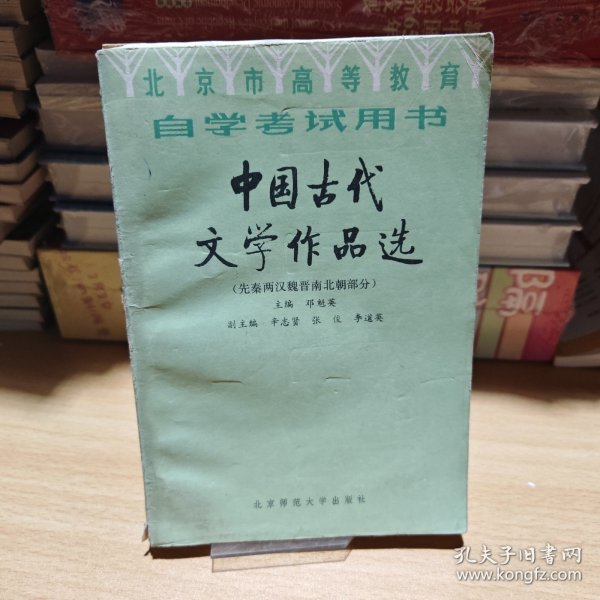 北京市高等教育
自学考试用书
中国古代
文学作品选
(先秦两汉魏晋南北朝部分)
主编 邓魁英
副主编 辛志贤 张俊 李道英
北京师范大学出版社
孔夫子旧书网
www.kongfz.com